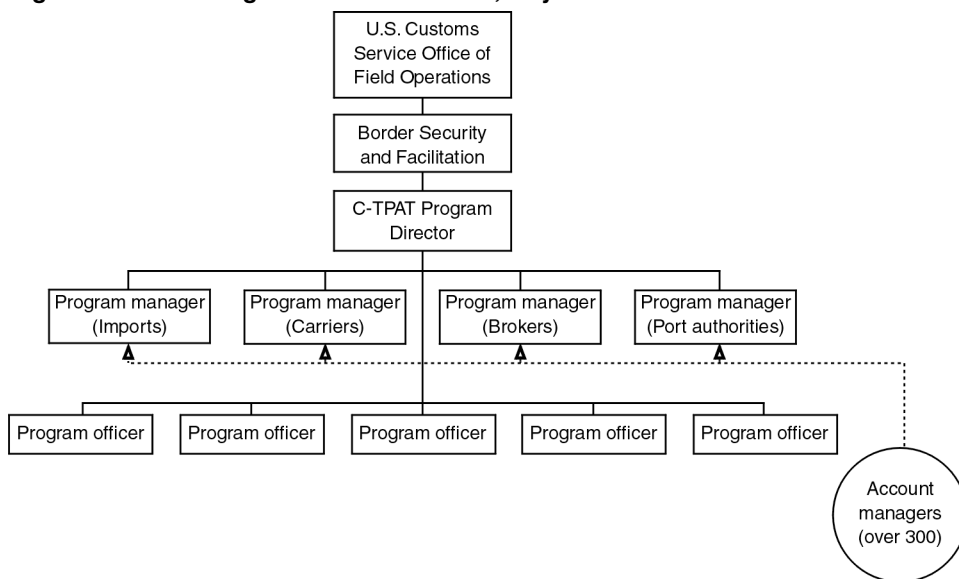 U.S. Customs
Service Office of
Field Operations
Border Security
and Facilitation
C-TPAT Program
Director
Program manager
(Imports)
Program manager
(Carriers)
Program manager
(Brokers)
Program manager
(Port authorities)
Program officer
Program officer
Program officer
Program officer
Program officer
Account
managers
(over 300)